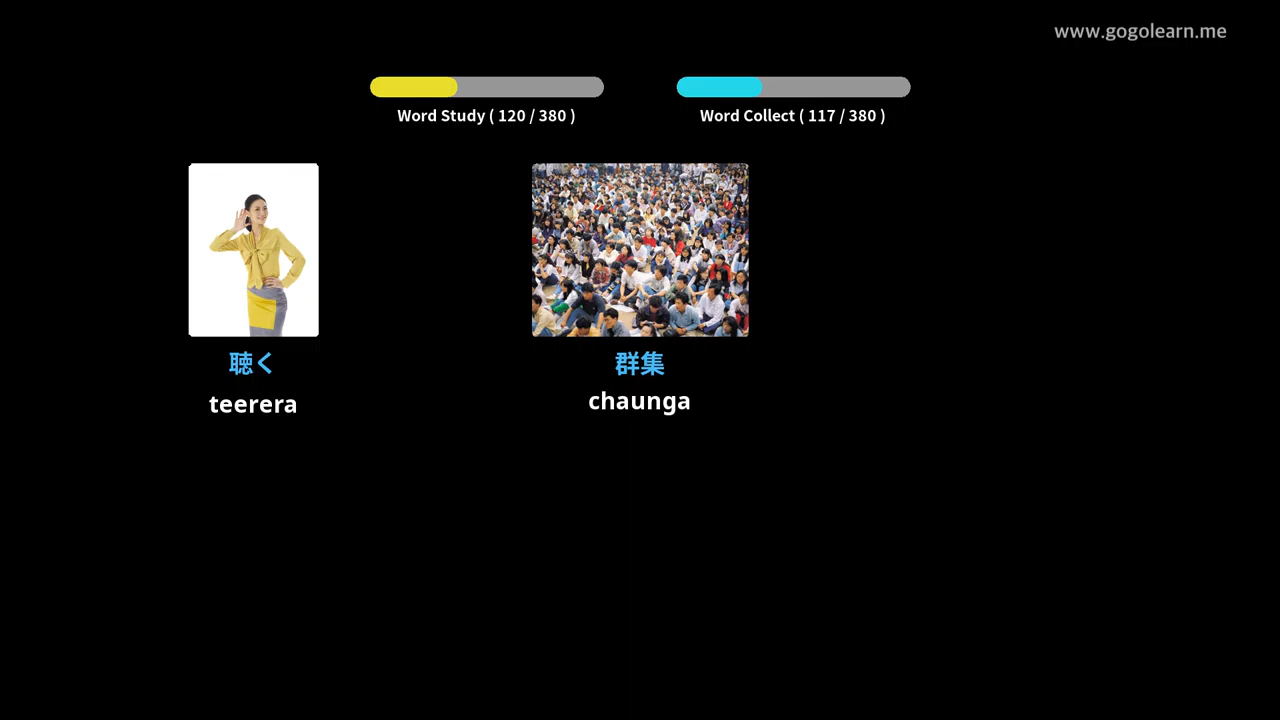 www.gogolearn.me
Word Study ( 120 / 380 )
Word Collect ( 117 / 380 )
聴く
teerera
群集
chaunga